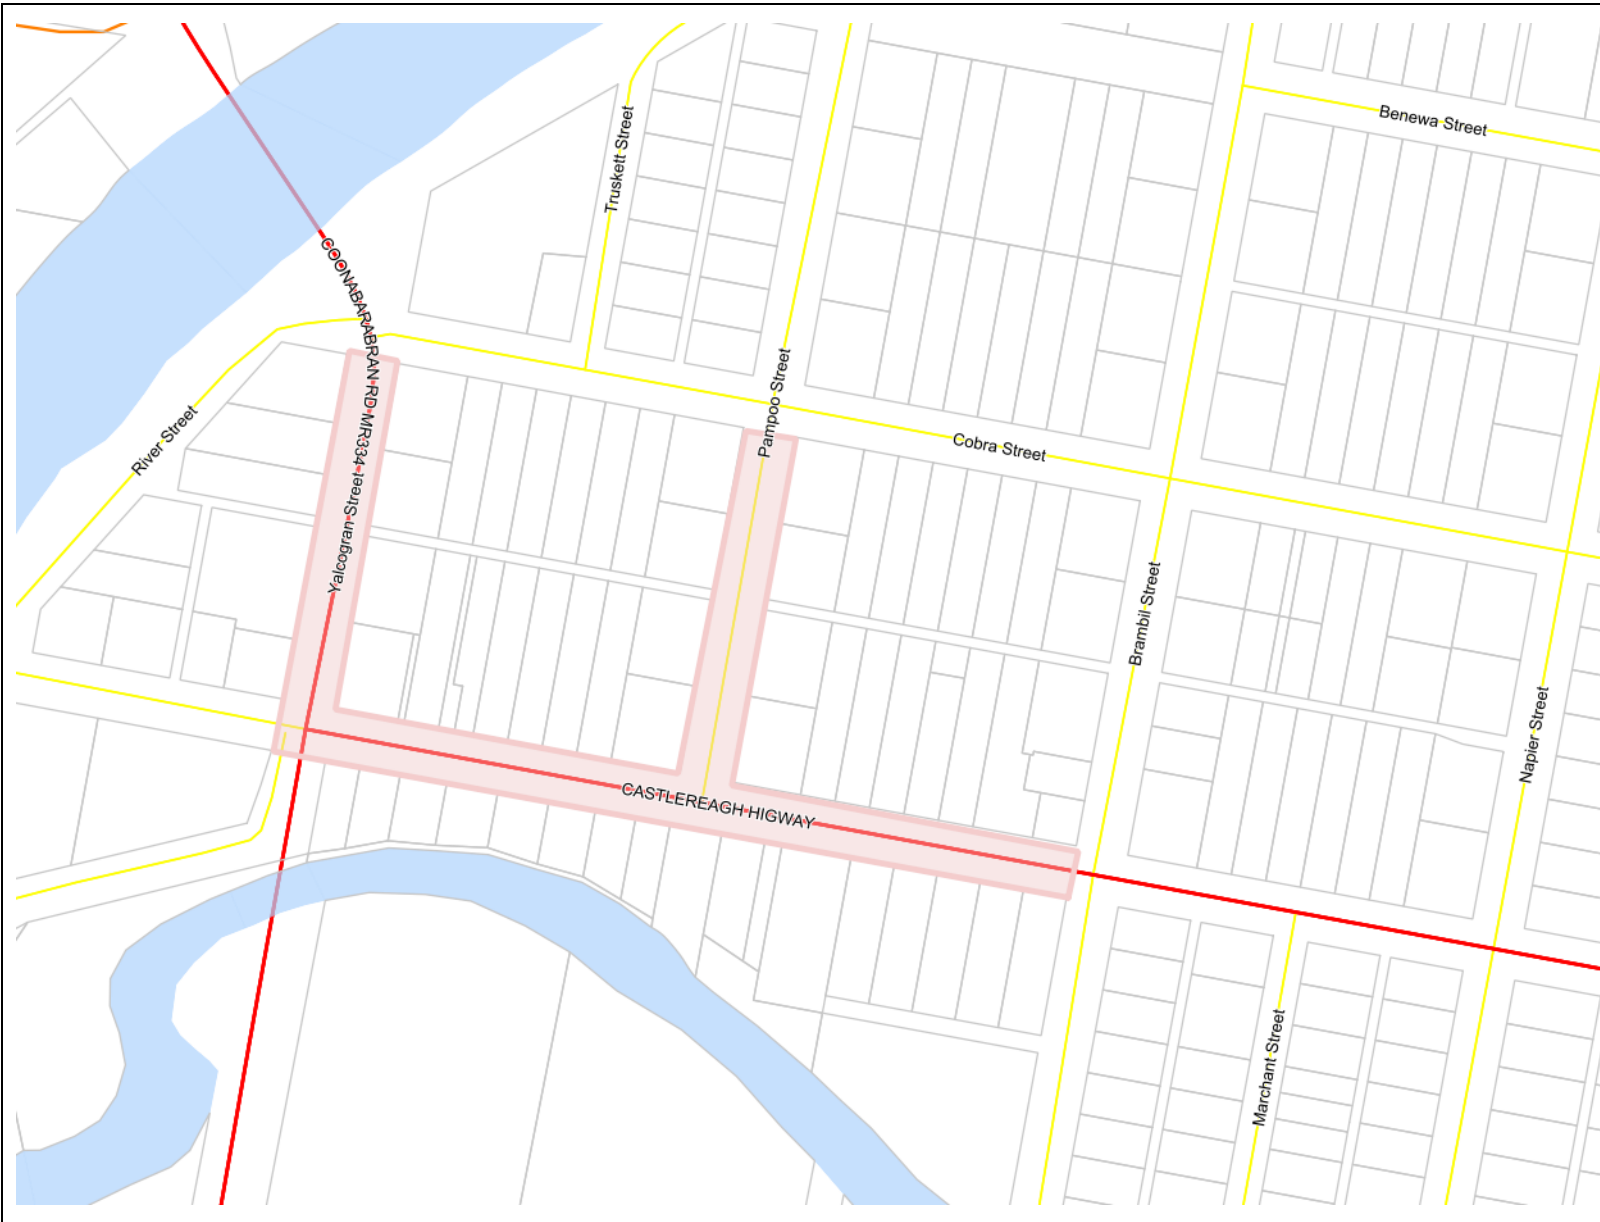 Benewa Street
Truskett Street
COONABARABRAN RD MR334
Pampoo Street
River Street
Cobra Street
Yalcogran Street
Brambil Street
Napier Street
CASTLEREAGH HIGWAY
Marchant Street